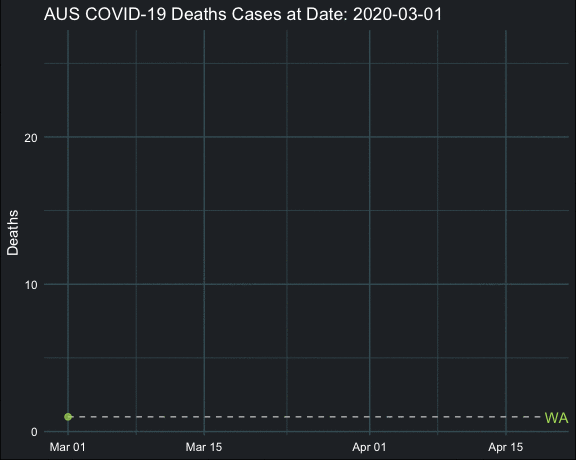 AUS COVID-19 Deaths Cases at Date: 2020-03-01
Deaths
20
10
0
WA
Mar 01
Mar 15
Apr 01
Apr 15